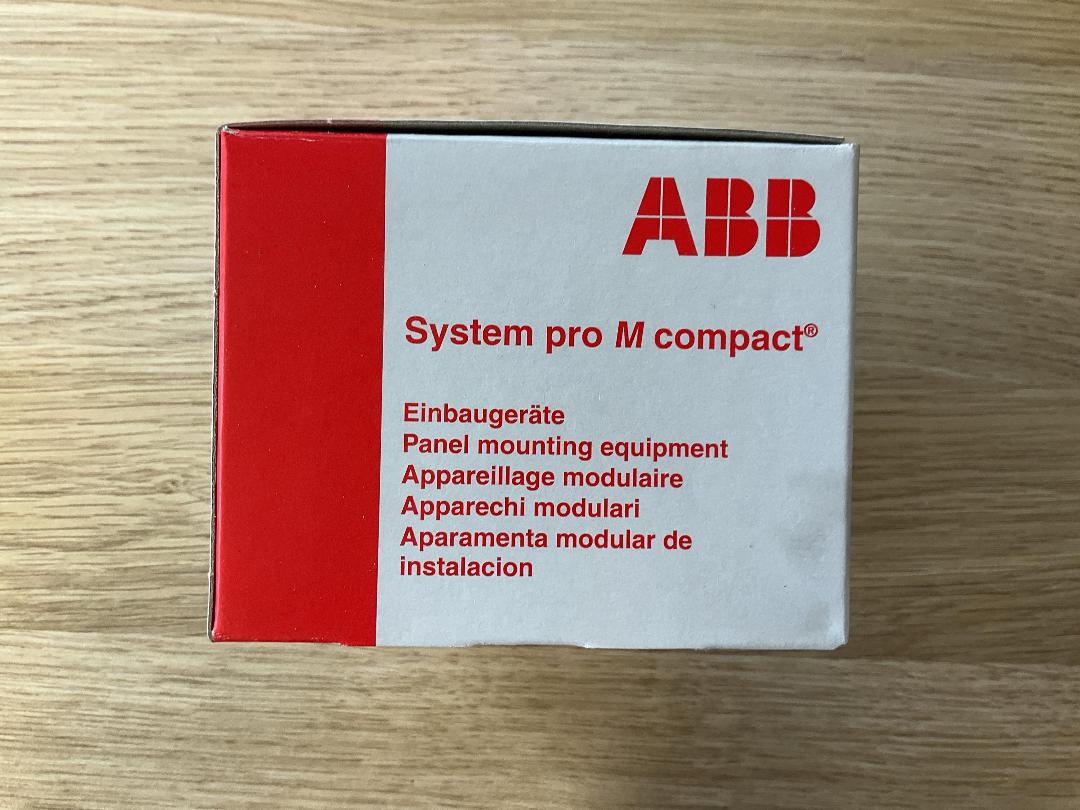 ABB
System pro M compact®
Einbaugeräte
Panel mounting equipment
Appareillage modulaire
Apparechi modulari
Aparamenta modular de
instalacion